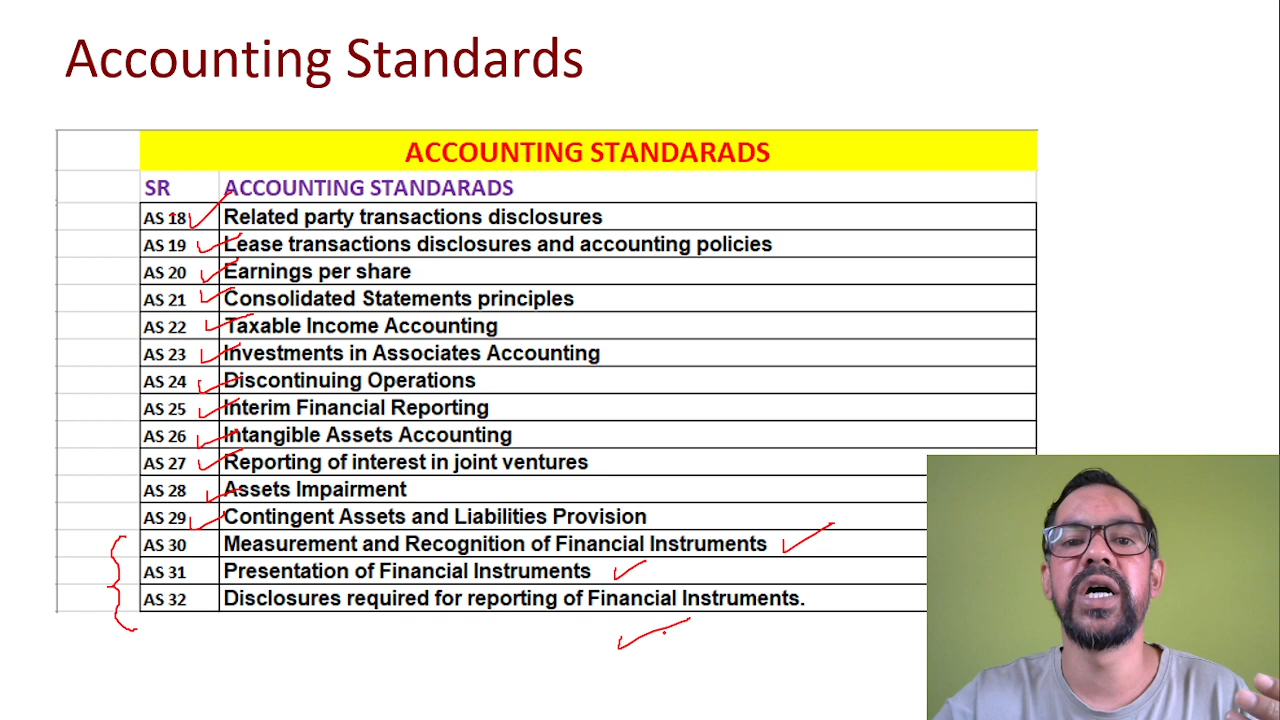 Accounting Standards
ACCOUNTING STANDARADS
SR ACCOUNTING STANDARADS
AS 18 Related party transactions disclosures
AS 19 Lease transactions disclosures and accounting policies
AS 20 Earnings per share
AS 21 Consolidated Statements principles
AS 22 Taxable Income Accounting
AS 23 Investments in Associates Accounting
AS 24 Discontinuing Operations
AS 25 Interim Financial Reporting
AS 26 Intangible Assets Accounting
AS 27 Reporting of interest in joint ventures
AS 28 Assets Impairment
AS 29 Contingent Assets and Liabilities Provision
AS 30 Measurement and Recognition of Financial Instruments
AS 31 Presentation of Financial Instruments
AS 32 Disclosures required for reporting of Financial Instruments.